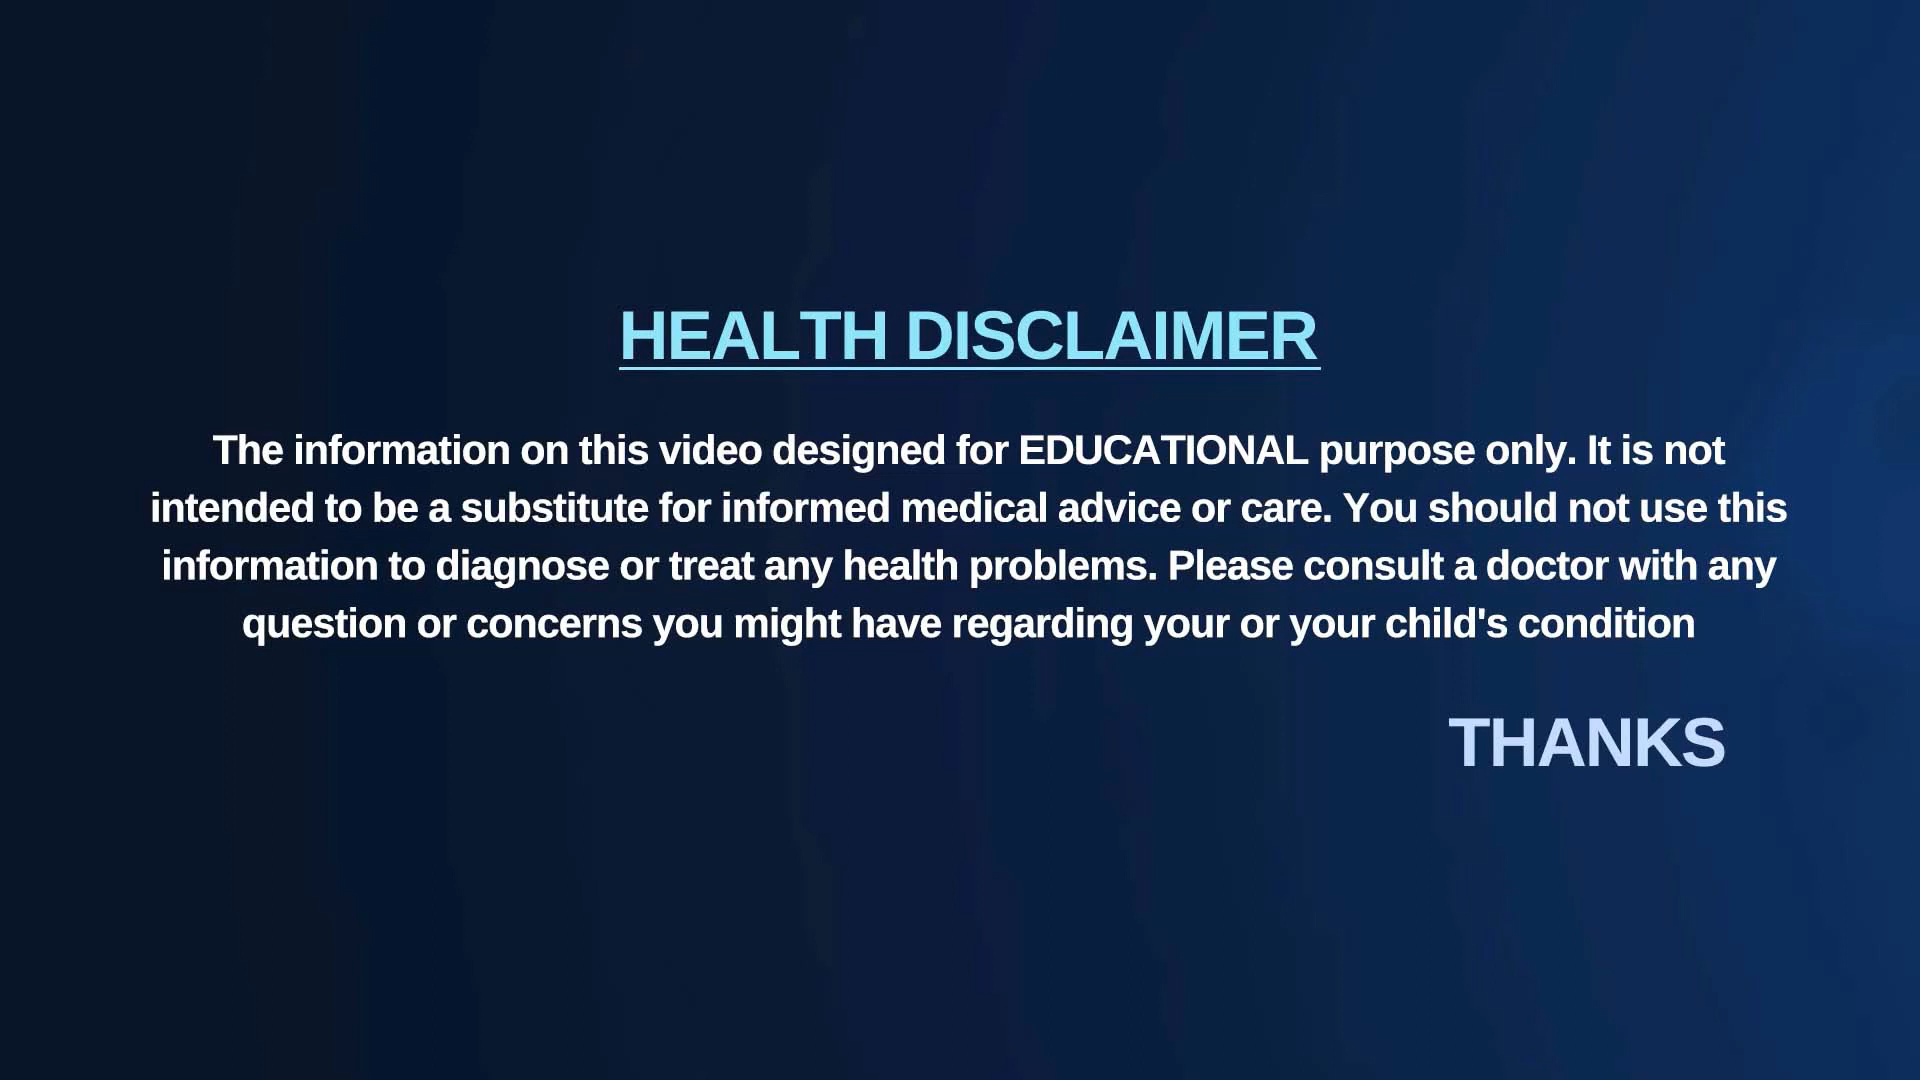 HEALTH DISCLAIMER
The information on this video designed for EDUCATIONAL purpose only. It is not
intended to be a substitute for informed medical advice or care. You should not use this
information to diagnose or treat any health problems. Please consult a doctor with any
question or concerns you might have regarding your or your child's condition
THANKS